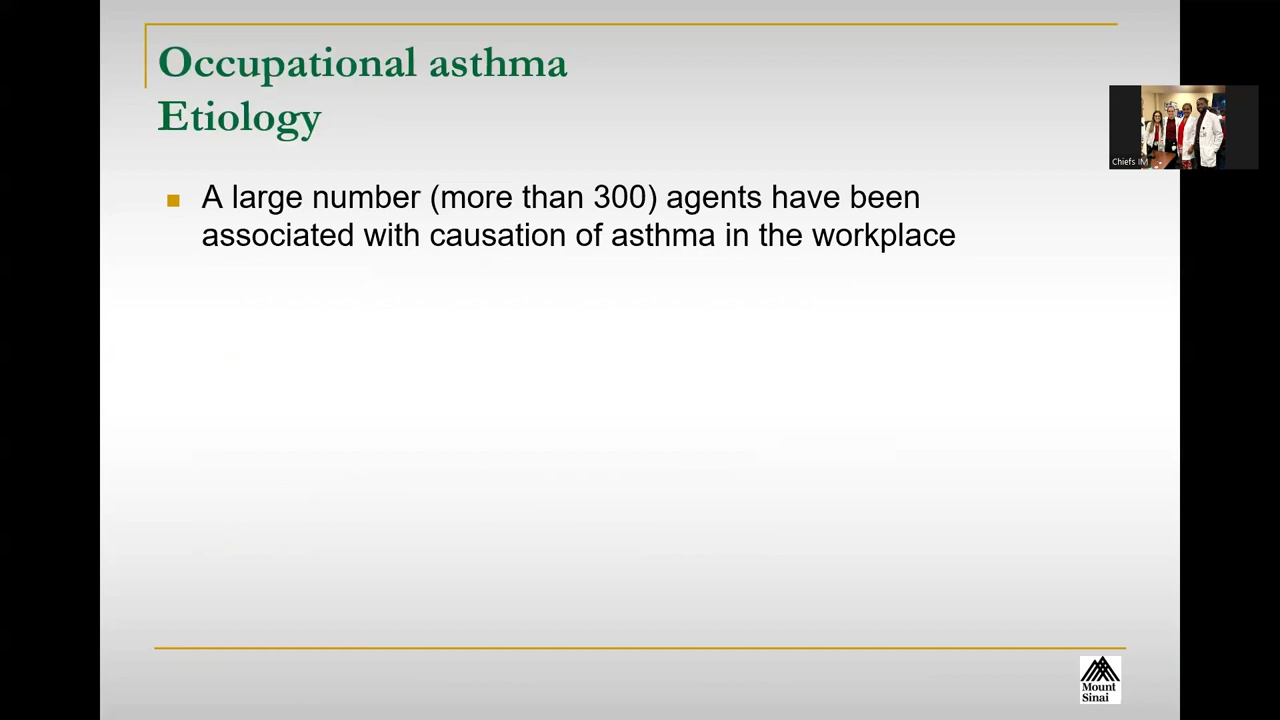 Occupational asthma
Etiology
A large number (more than 300) agents have been
associated with causation of asthma in the workplace
Chiefs IM
Mount
Sinai